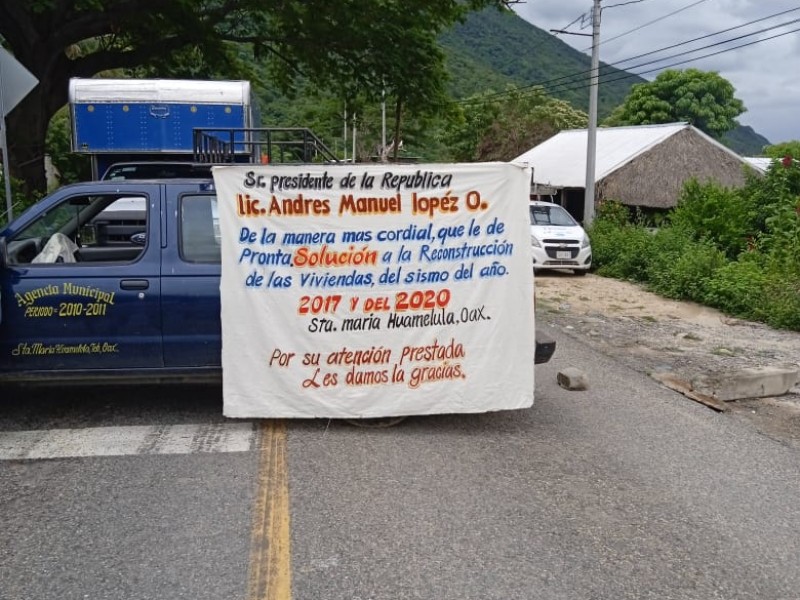 Sr. presidente de la Republica
Lic. Andres Manuel lopéz O.
De la manera mas cordial, que le de
Pronta, Solución a la Reconstrucción
de las Viviendas, del sismo del año.
2017 Y DEL 2020
Sta. maria Huamelula, Oax.
Por su atención Prestada
Les damos la gracias.
Agencia Municipal
PERIODO = 2010-2011
Sta. Maria Huamelula, Teh, Oax.